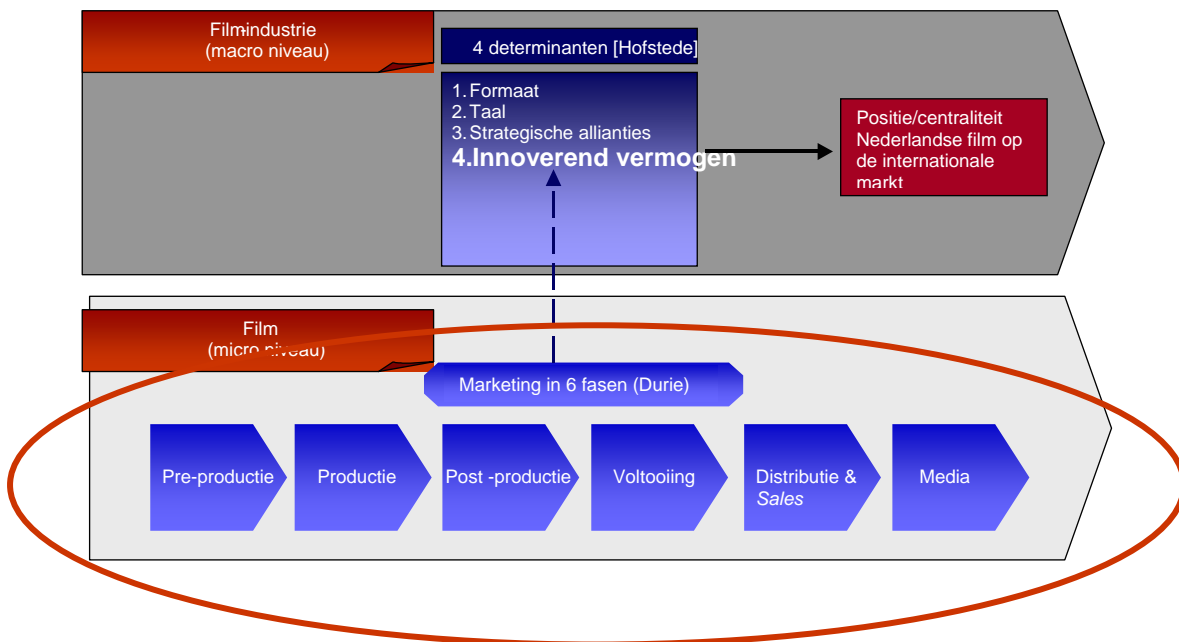 Filmindustrie
(macro niveau)
4 determinanten [Hofstede]
1. Formaat
2. Taal
3. Strategische allianties
4. Innoverend vermogen
Positie/centraliteit
Nederlandse film op
de internationale
markt
Film
(micro niveau)
Marketing in 6 fasen (Durie)
Pre-productie
Productie
Post -productie
Voltooiing
Distributie &
Sales
Media